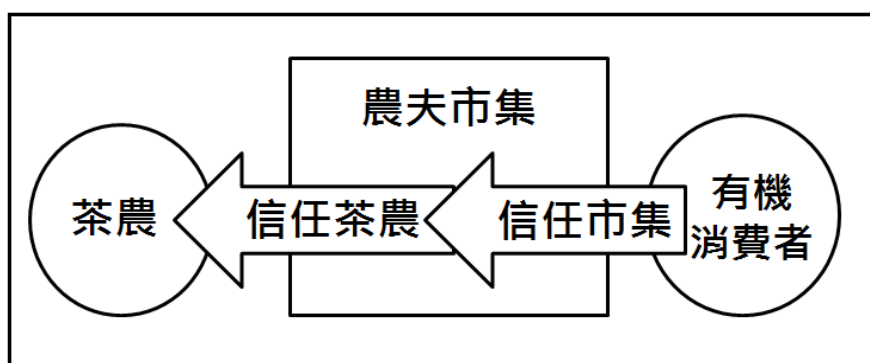 農夫市集
茶農
信任茶農
信任市集
有機
消費者